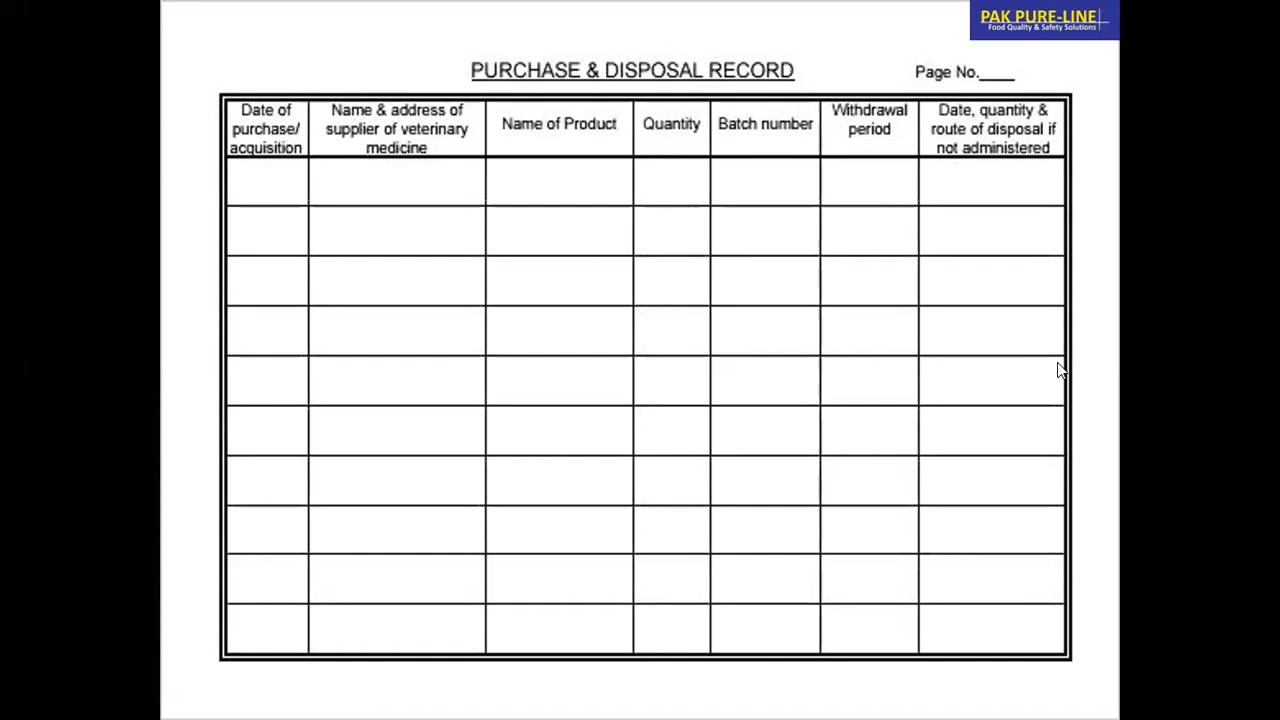 PAK PURE-LINE
Food Quality & Safety Solutions
PURCHASE & DISPOSAL RECORD
Page No.____
Date of
purchase/
acquisition
Name & address of
supplier of veterinary
medicine
Name of Product
Quantity
Batch number
Withdrawal
period
Date, quantity &
route of disposal if
not administered